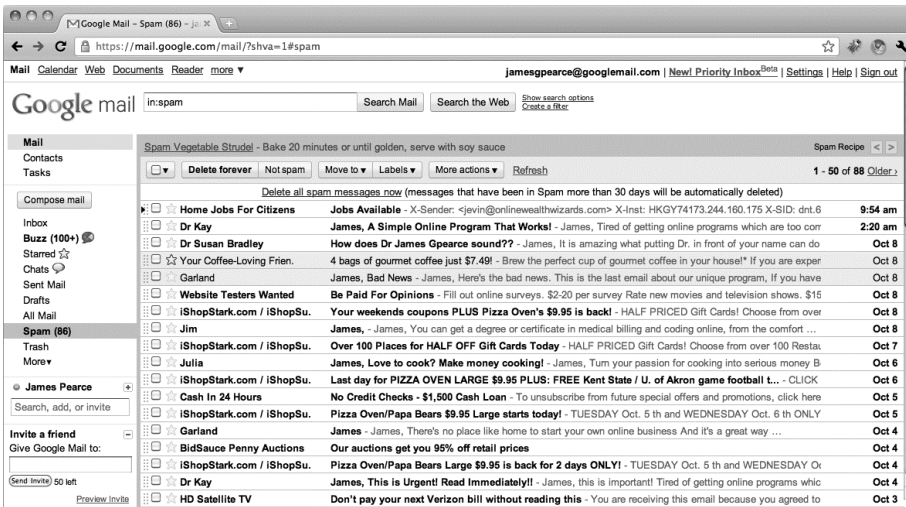 Google Mail – Spam (86) – ja
https://mail.google.com/mail/?shva=1#spam
Mail Calendar Web Documents Reader more ▼
jamesgpearce@googlemail.com | New! Priority Inbox Beta | Settings | Help | Sign out
Google mail
in:spam
Search Mail
Search the Web
Show search options
Create a filter
Mail
Contacts
Tasks
Compose mail
Inbox
Buzz (100+)
Starred
Chats
Sent Mail
Drafts
All Mail
Spam (86)
Trash
More▾
James Pearce
Search, add, or invite
Invite a friend
Give Google Mail to:
Send Invite 50 left
Preview Invite
Spam Vegetable Strudel - Bake 20 minutes or until golden, serve with soy sauce
Spam Recipe < >
Delete forever Not spam Move to ▾ Labels ▾ More actions ▾ Refresh
1 - 50 of 88 Older ›
Delete all spam messages now (messages that have been in Spam more than 30 days will be automatically deleted)
Home Jobs For Citizens Jobs Available - X-Sender: <jevin@onlinewealthwizards.com> X-Inst: HKGY74173.244.160.175 X-SID: dnt.6 9:54 am
Dr Kay James, A Simple Online Program That Works! - James, Tired of getting online programs which are too com 2:20 am
Dr Susan Bradley How does Dr James Gpearce sound?? - James, It is amazing what putting Dr. in front of your name can do Oct 8
Your Coffee-Loving Frien. 4 bags of gourmet coffee just $7.49! - Brew the perfect cup of gourmet coffee in your house!* If you are exper Oct 8
Garland James, Bad News - James, Here's the bad news. This is the last email about our unique program, If you have Oct 8
Website Testers Wanted Be Paid For Opinions - Fill out online surveys. $2-20 per survey Rate new movies and television shows. $15 Oct 8
iShopStark.com / iShopSu. Your weekends coupons PLUS Pizza Oven's $9.95 is back! - HALF PRICED Gift Cards! Choose from over Oct 8
Jim James, - James, You can get a degree or certificate in medical billing and coding online, from the comfort ... Oct 8
iShopStark.com / iShopSu. Over 100 Places for HALF OFF Gift Cards Today - HALF PRICED Gift Cards! Choose from over 100 Restau Oct 7
Julia James, Love to cook? Make money cooking! - James, Turn your passion for cooking into serious money B Oct 6
iShopStark.com / iShopSu. Last day for PIZZA OVEN LARGE $9.95 PLUS: FREE Kent State / U. of Akron game football t... - CLICK Oct 6
Cash In 24 Hours No Credit Checks - $1,500 Cash Loan - To unsubscribe from future special offers and promotions, click here Oct 5
iShopStark.com / iShopSu. Pizza Oven/Papa Bears $9.95 Large starts today! - TUESDAY Oct. 5 th and WEDNESDAY Oct. 6 th ONLY Oct 5
Garland James - James, There's no place like home to start your own online business And it's a great way ... Oct 4
BidSauce Penny Auctions Our auctions get you 95% off retail prices Oct 4
iShopStark.com / iShopSu. Pizza Oven/Papa Bears Large $9.95 is back for 2 days ONLY! - TUESDAY Oct. 5 th and WEDNESDAY Oc Oct 4
Dr Kay James, This is Urgent! Read Immediately!! - James, this is important! Tired of getting online programs whic Oct 4
HD Satellite TV Don't pay your next Verizon bill without reading this - You are receiving this email because you agreed to Oct 3